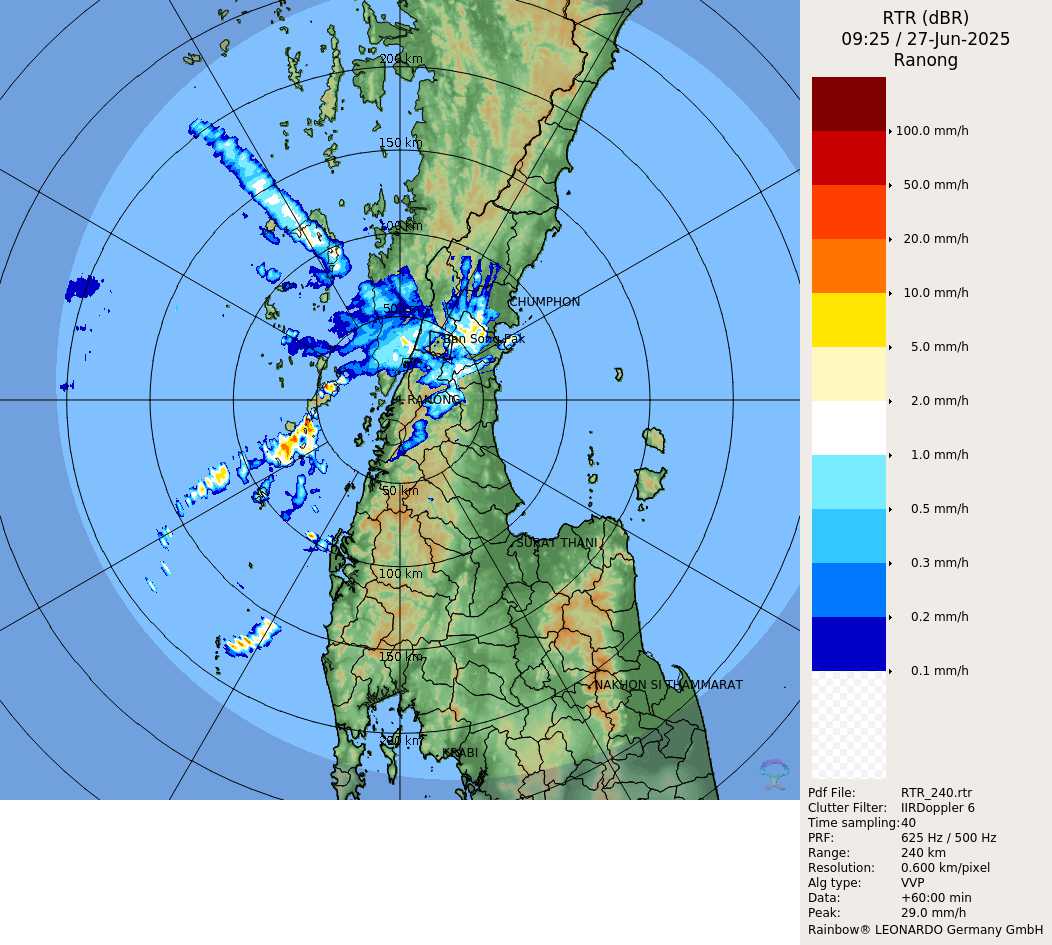 RTR (dBR)
09:25 / 27-Jun-2025
Ranong
100.0 mm/h
50.0 mm/h
20.0 mm/h
10.0 mm/h
5.0 mm/h
2.0 mm/h
1.0 mm/h
0.5 mm/h
0.3 mm/h
0.2 mm/h
0.1 mm/h
Pdf File: RTR_240.rtr
Clutter Filter: IIRDoppler 6
Time sampling: 40
PRF: 625 Hz / 500 Hz
Range: 240 km
Resolution: 0.600 km/pixel
Alg type: VVP
Data: +60:00 min
Peak: 29.0 mm/h
Rainbow® LEONARDO Germany GmbH
200 km
150 km
100 km
CHUMPHON
Ban Song Pak
RANONG
50 km
SURAT THANI
100 km
150 km
NAKHON SI THAMMARAT
200 km
KRABI